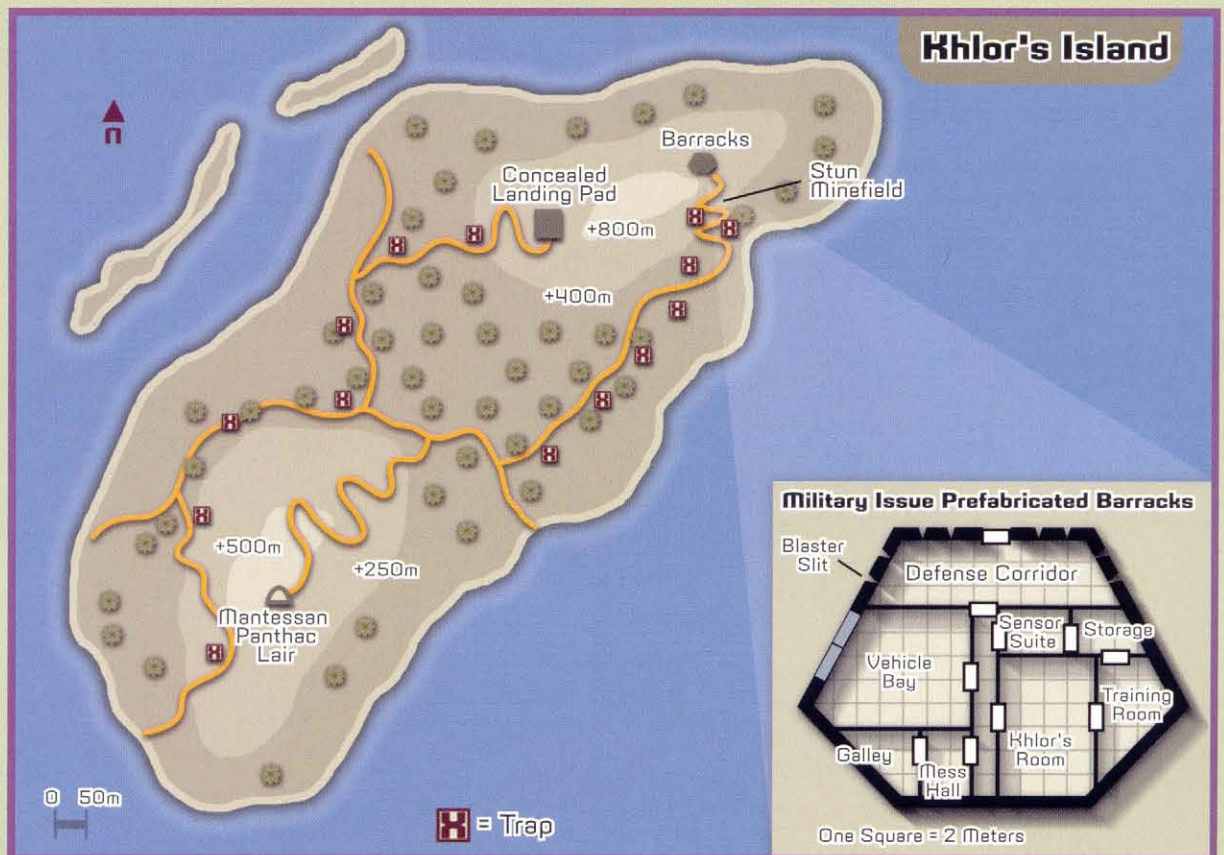 Khlor's Island
n
Barracks
Concealed
Landing Pad
Stun
Minefield
+800m
+400m
+500m
+250m
Mantessan
Panthac
Lair
0 50m
= Trap
Military Issue Prefabricated Barracks
Blaster
Slit
Defense Corridor
Sensor
Suite
Storage
Vehicle
Bay
Training
Room
Khlor's
Room
Galley
Mess
Hall
One Square = 2 Meters